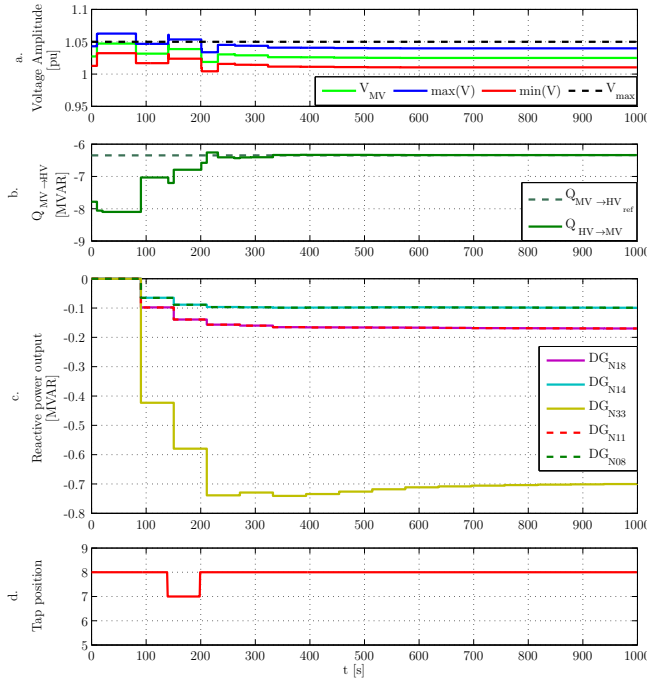 a.
Voltage Amplitude
[pu]
1.1
1.05
1
0.95
0 100 200 300 400 500 600 700 800 900 1000
V_MV max(V) min(V) V_max
b.
Q_MV→HV
[MVAR]
-6
-7
-8
-9
0 100 200 300 400 500 600 700 800 900 1000
Q_MV→HV_ref
Q_HV→MV
c.
Reactive power output
[MVAR]
0
-0.1
-0.2
-0.3
-0.4
-0.5
-0.6
-0.7
-0.8
0 100 200 300 400 500 600 700 800 900 1000
DG_N18
DG_N14
DG_N33
DG_N11
DG_N08
d.
Tap position
9
8
7
6
5
0 100 200 300 400 500 600 700 800 900 1000
t [s]